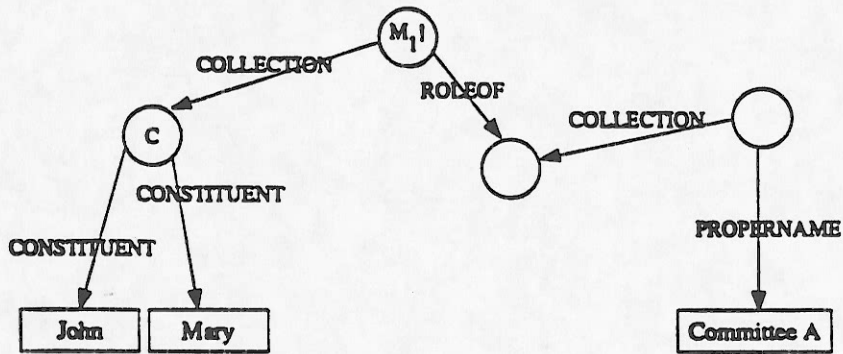 M₁!
COLLECTION
ROLEOF
COLLECTION
C
CONSTITUENT
PROPERNAME
CONSTITUENT
John
Mary
Committee A